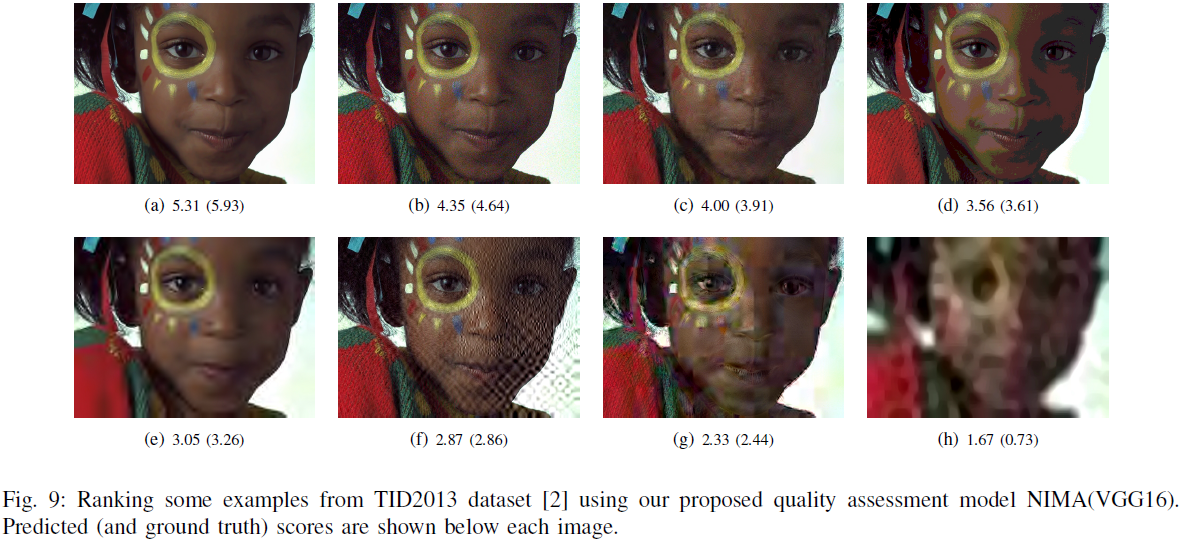 (a) 5.31 (5.93)
(b) 4.35 (4.64)
(c) 4.00 (3.91)
(d) 3.56 (3.61)
(e) 3.05 (3.26)
(f) 2.87 (2.86)
(g) 2.33 (2.44)
(h) 1.67 (0.73)
Fig. 9: Ranking some examples from TID2013 dataset [2] using our proposed quality assessment model NIMA(VGG16).
Predicted (and ground truth) scores are shown below each image.